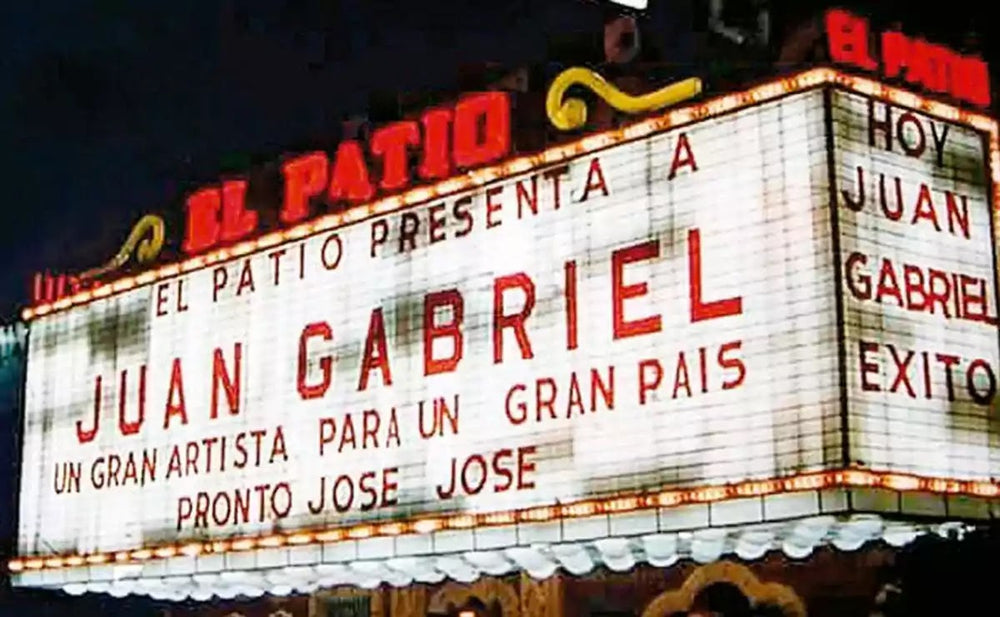 EL PATIO
EL PATIO PRESENTA A
JUAN GABRIEL
UN GRAN ARTISTA PARA UN GRAN PAIS
PRONTO JOSE JOSE
EL PATIO
HOY
JUAN
GABRIEL
EXITO